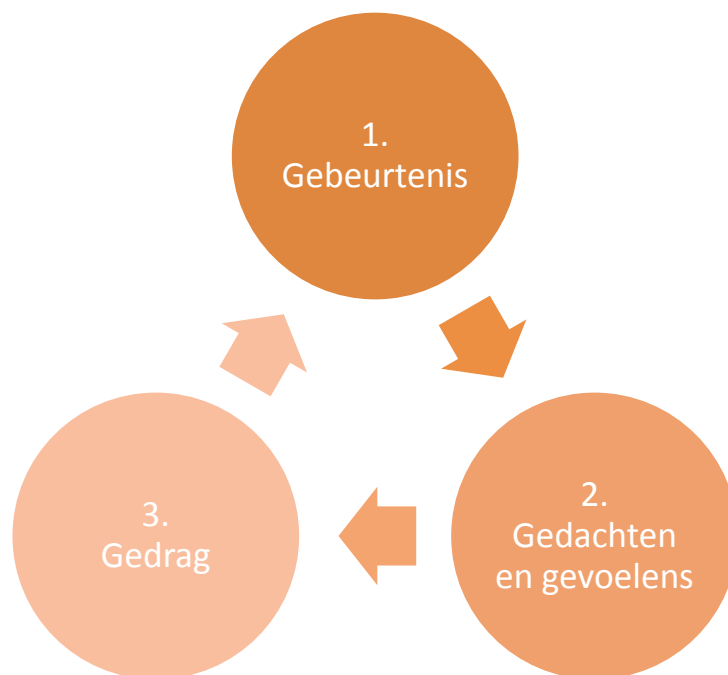 1.
Gebeurtenis
2.
Gedachten
en gevoelens
3.
Gedrag